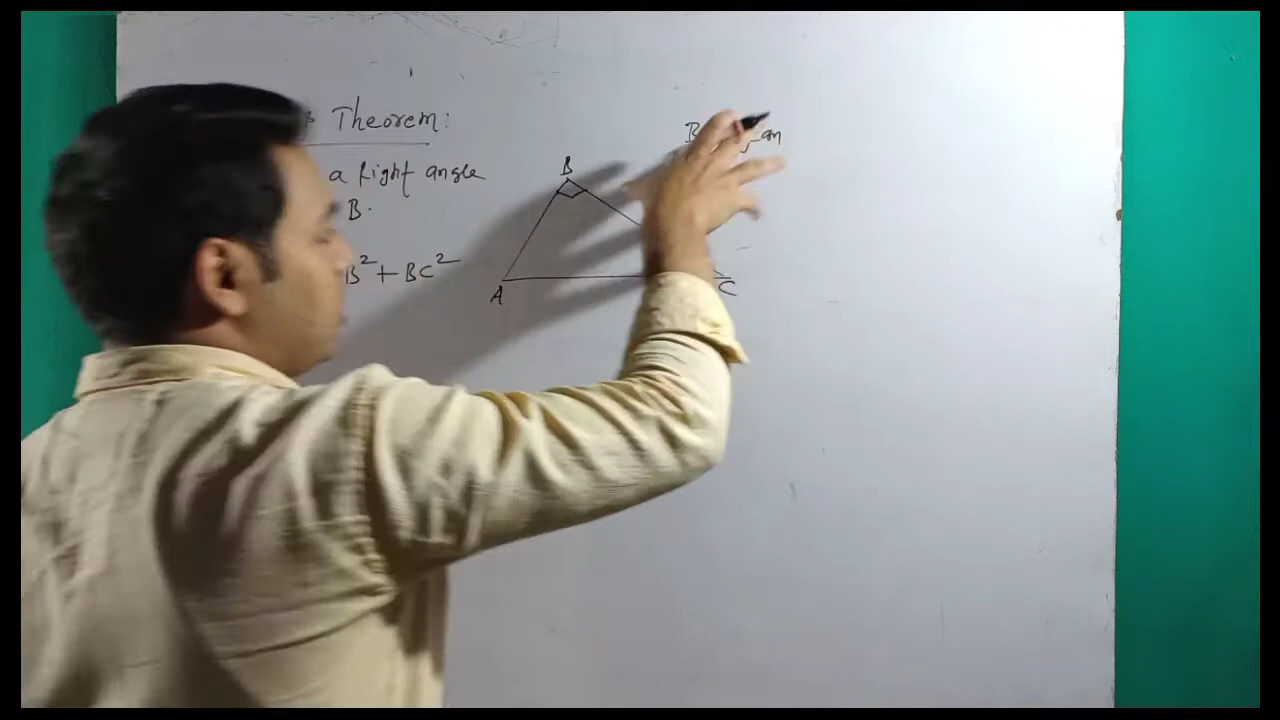 Theorem:
a Right angle
B.
B² + BC²
B
A
C